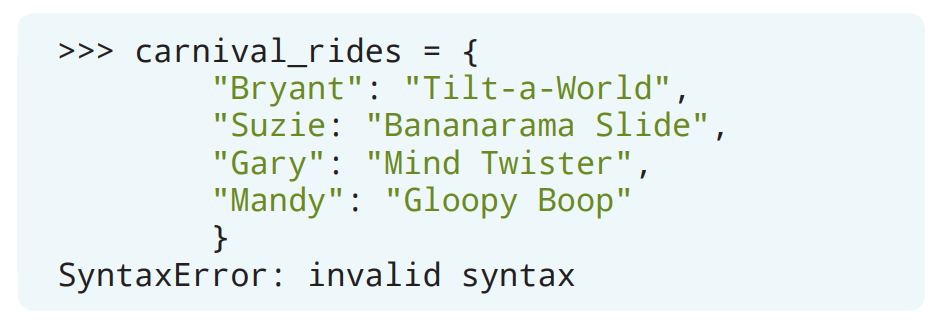 >>> carnival_rides = {
        "Bryant": "Tilt-a-World",
        "Suzie: "Bananarama Slide",
        "Gary": "Mind Twister",
        "Mandy": "Gloopy Boop"
        }
SyntaxError: invalid syntax